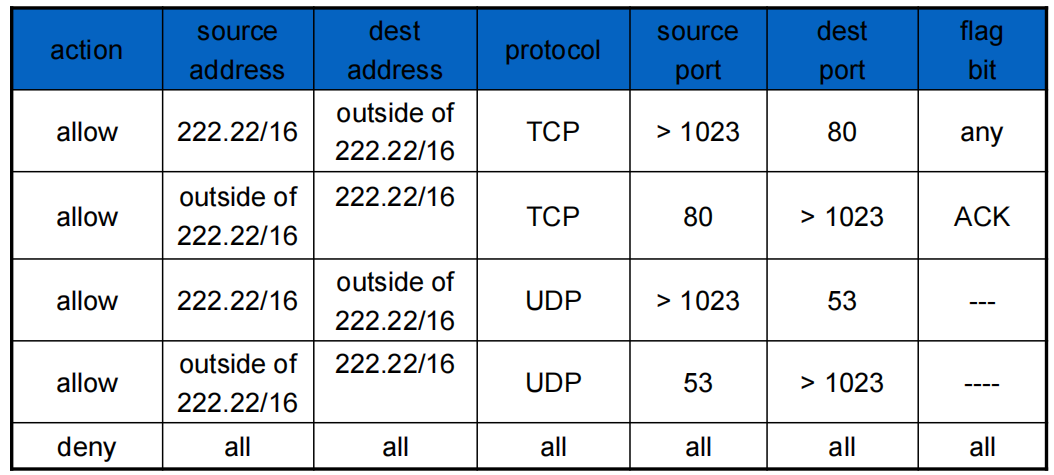 action source address dest address protocol source port dest port flag bit
allow 222.22/16 outside of 222.22/16 TCP > 1023 80 any
allow outside of 222.22/16 222.22/16 TCP 80 > 1023 ACK
allow 222.22/16 outside of 222.22/16 UDP > 1023 53 ---
allow outside of 222.22/16 222.22/16 UDP 53 > 1023 ----
deny all all all all all all